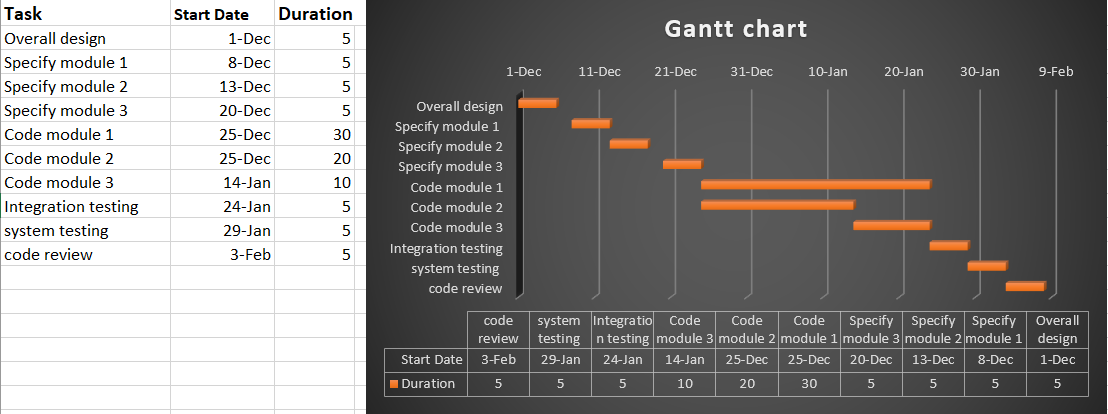 Task Start Date Duration
Overall design 1-Dec 5
Specify module 1 8-Dec 5
Specify module 2 13-Dec 5
Specify module 3 20-Dec 5
Code module 1 25-Dec 30
Code module 2 25-Dec 20
Code module 3 14-Jan 10
Integration testing 24-Jan 5
system testing 29-Jan 5
code review 3-Feb 5
Gantt chart
1-Dec 11-Dec 21-Dec 31-Dec 10-Jan 20-Jan 30-Jan 9-Feb
Overall design
Specify module 1
Specify module 2
Specify module 3
Code module 1
Code module 2
Code module 3
Integration testing
system testing
code review
code system Integratio Code Code Code Specify Specify Specify Overall
review testing n testing module 3 module 2 module 1 module 3 module 2 module 1 design
Start Date 3-Feb 29-Jan 24-Jan 14-Jan 25-Dec 25-Dec 20-Dec 13-Dec 8-Dec 1-Dec
Duration 5 5 5 10 20 30 5 5 5 5